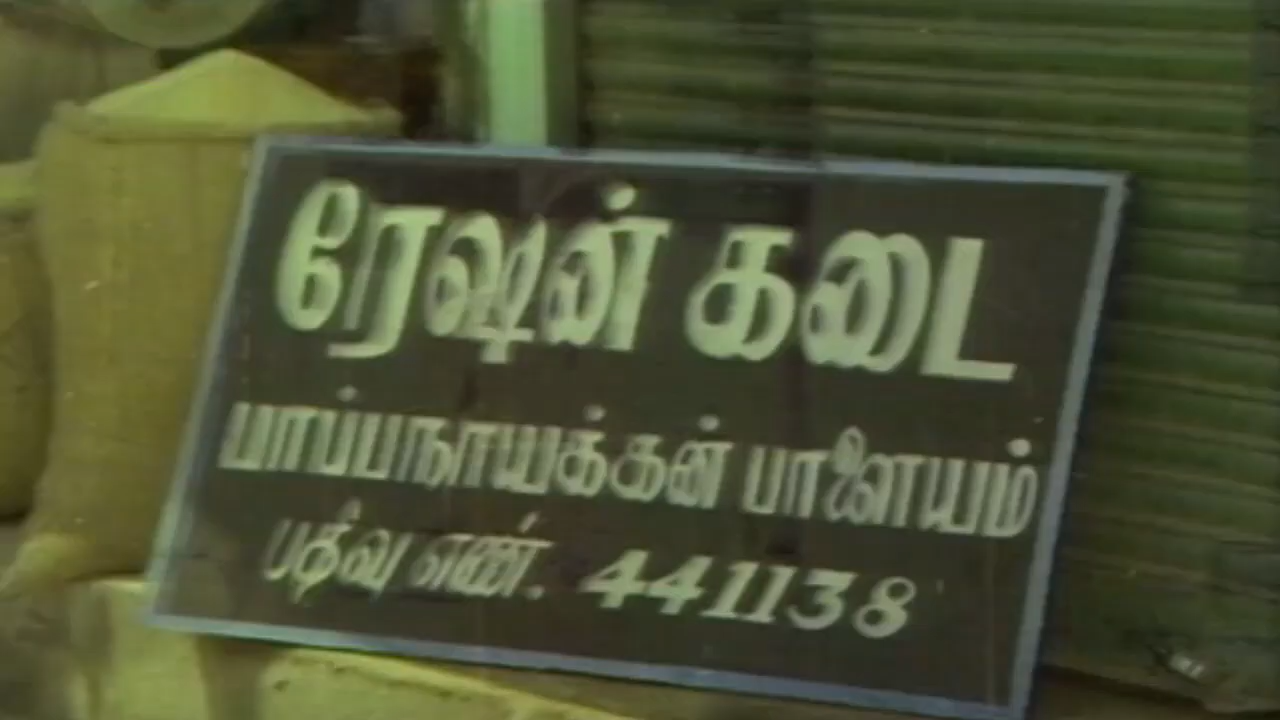 ரேஷன் கடை
பாப்பநாயக்கன் பாளையம்
பதிவு எண். 441138